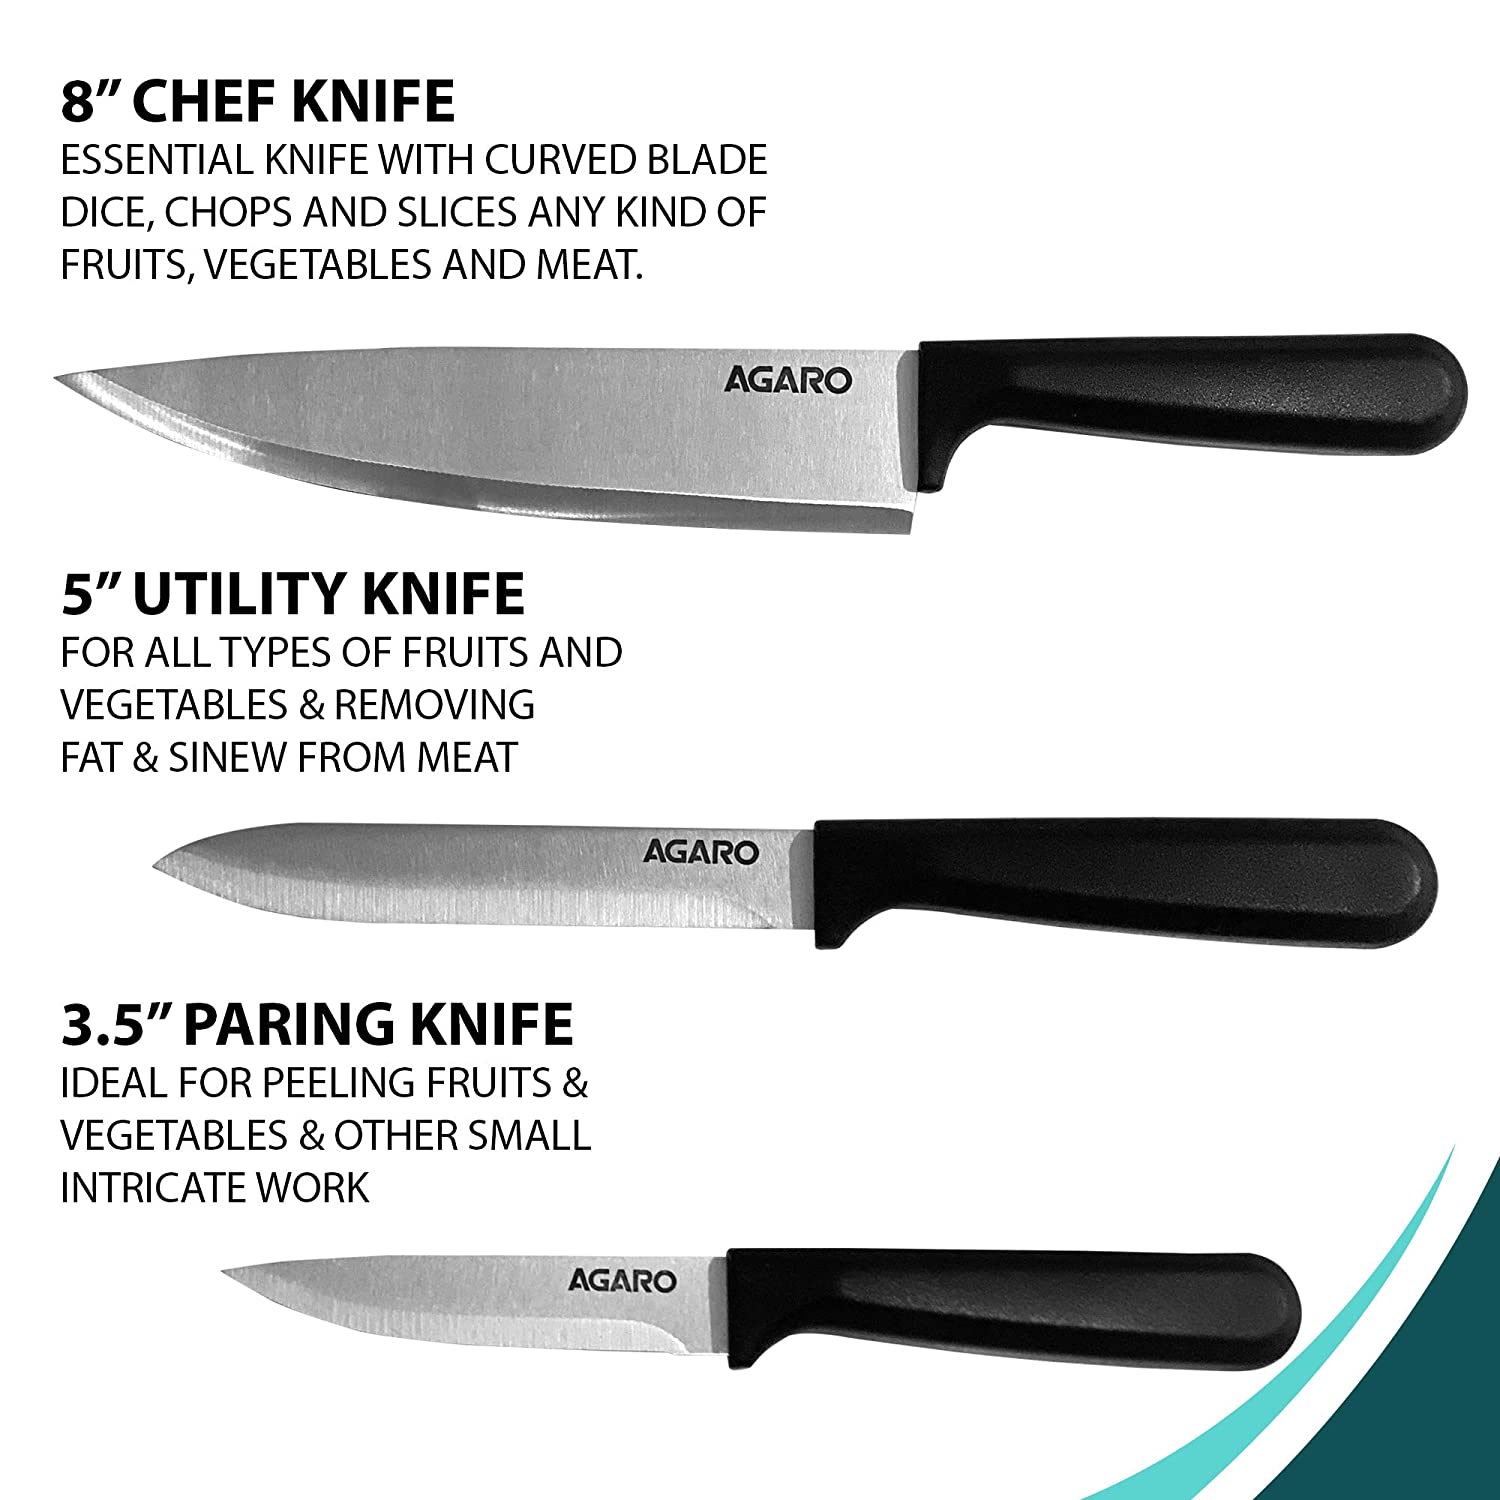 8” CHEF KNIFE
ESSENTIAL KNIFE WITH CURVED BLADE
DICE, CHOPS AND SLICES ANY KIND OF
FRUITS, VEGETABLES AND MEAT.
AGARO
5” UTILITY KNIFE
FOR ALL TYPES OF FRUITS AND
VEGETABLES & REMOVING
FAT & SINEW FROM MEAT
AGARO
3.5” PARING KNIFE
IDEAL FOR PEELING FRUITS &
VEGETABLES & OTHER SMALL
INTRICATE WORK
AGARO